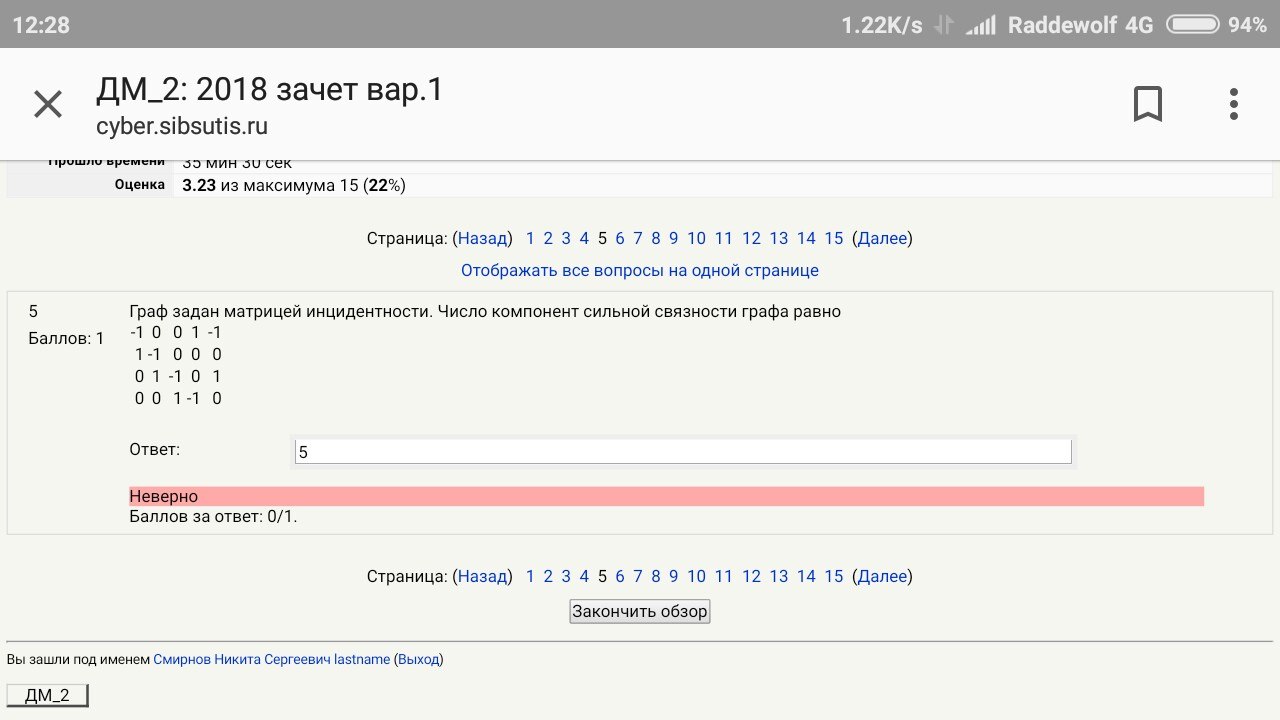 12:28 1.22K/s Raddewolf 4G 94%
ДМ_2: 2018 зачет вар.1
cyber.sibsutis.ru
Прошло времени 35 мин 30 сек
Оценка 3.23 из максимума 15 (22%)
Страница: (Назад) 1 2 3 4 5 6 7 8 9 10 11 12 13 14 15 (Далее)
Отображать все вопросы на одной странице
5 Граф задан матрицей инцидентности. Число компонент сильной связности графа равно
Баллов: 1
-1 0 0 1 -1
1 -1 0 0 0
0 1 -1 0 1
0 0 1 -1 0
Ответ: 5
Неверно
Баллов за ответ: 0/1.
Страница: (Назад) 1 2 3 4 5 6 7 8 9 10 11 12 13 14 15 (Далее)
Закончить обзор
Вы зашли под именем Смирнов Никита Сергеевич lastname (Выход)
ДМ_2